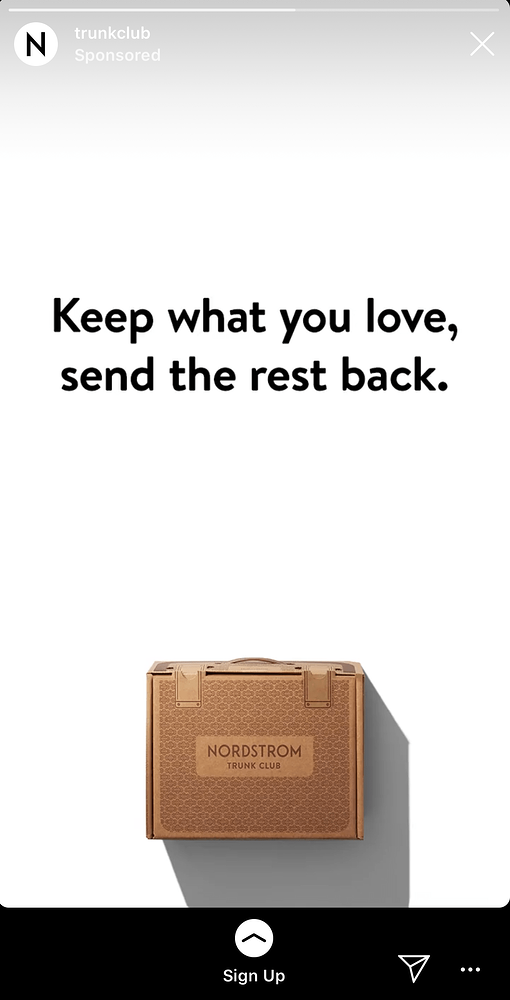 N
trunkclub
Sponsored
Keep what you love,
send the rest back.
NORDSTROM
TRUNK CLUB
Sign Up